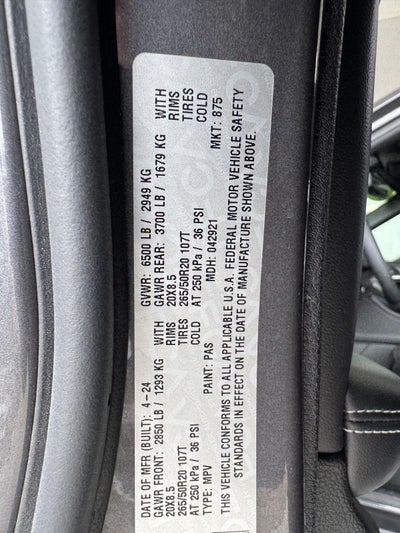 DATE OF MFR (BUILT): 4-24 GVWR: 6500 LB / 2949 KG
GAWR FRONT: 2850 LB / 1293 KG WITH GAWR REAR: 3700 LB / 1679 KG WITH
20X8.5 RIMS 20X8.5 RIMS
265/50R20 107T TIRES 265/50R20 107T TIRES
AT 250 kPa / 36 PSI COLD AT 250 kPa / 36 PSI COLD
TYPE: MPV PAINT: PAS MDH: 042921 MKT: 875
THIS VEHICLE CONFORMS TO ALL APPLICABLE U.S.A. FEDERAL MOTOR VEHICLE SAFETY
STANDARDS IN EFFECT ON THE DATE OF MANUFACTURE SHOWN ABOVE.